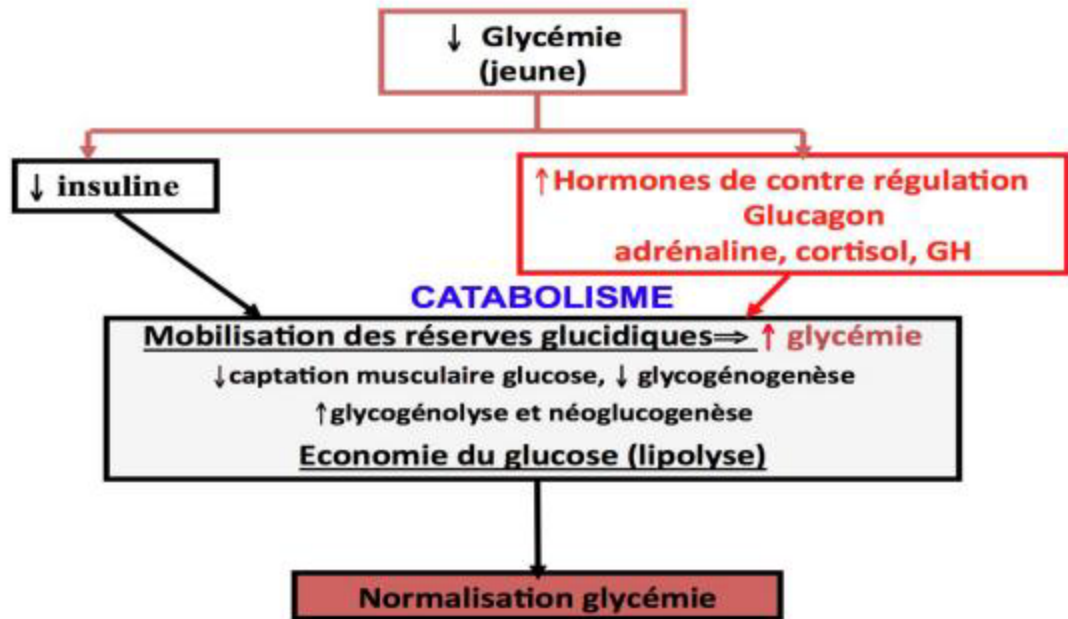 ↓ Glycémie
(jeune)
↓ insuline
↑Hormones de contre régulation
Glucagon
adrénaline, cortisol, GH
CATABOLISME
Mobilisation des réserves glucidiques⇒ ↑ glycémie
↓captation musculaire glucose, ↓ glycogénogenèse
↑glycogénolyse et néoglucogenèse
Economie du glucose (lipolyse)
Normalisation glycémie